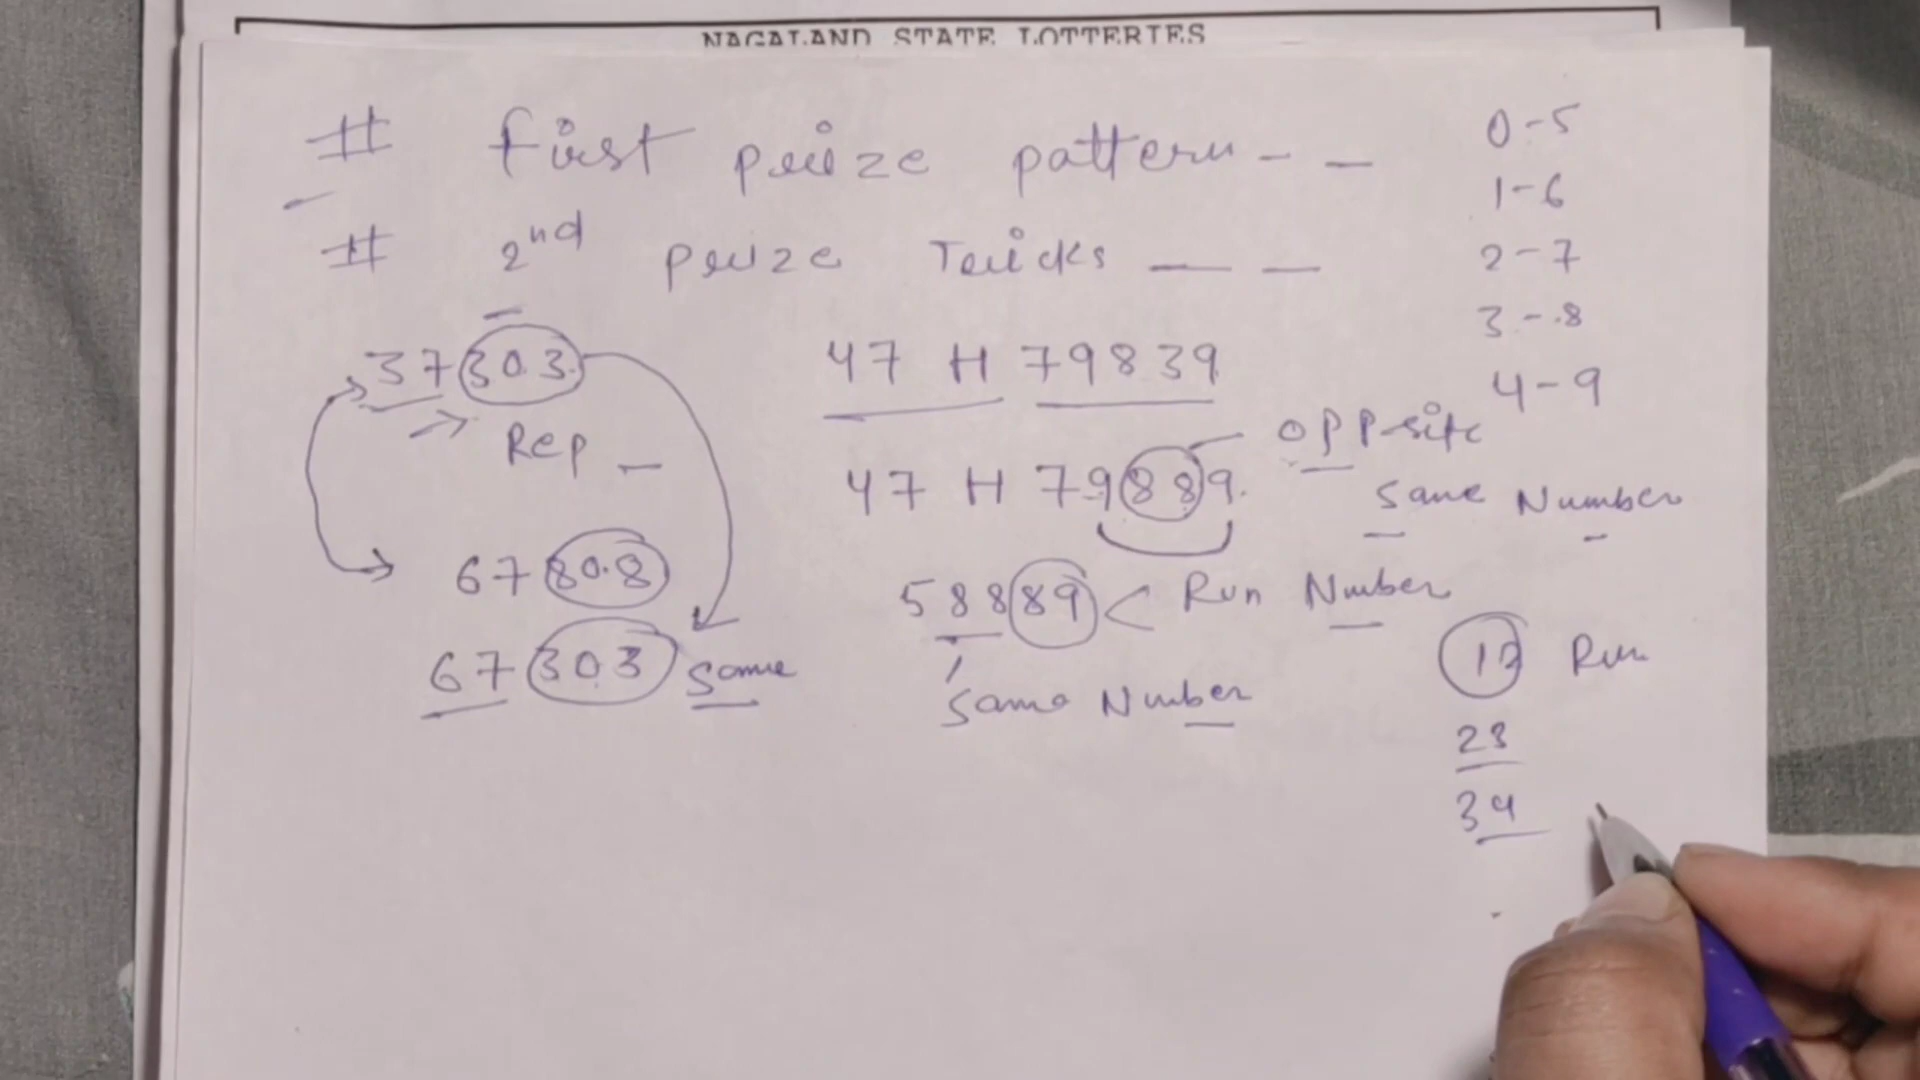 NAGALAND STATE LOTTERIES
# first prize pattern - -
# 2nd prize Tricks — —
0-5
1-6
2-7
3-8
4-9
37303
Rep _
67808
67303 Same
47 H 79839
47 H 79889 opposite
Same Number
58889 < Run Number
Same Number
12 Run
23
34